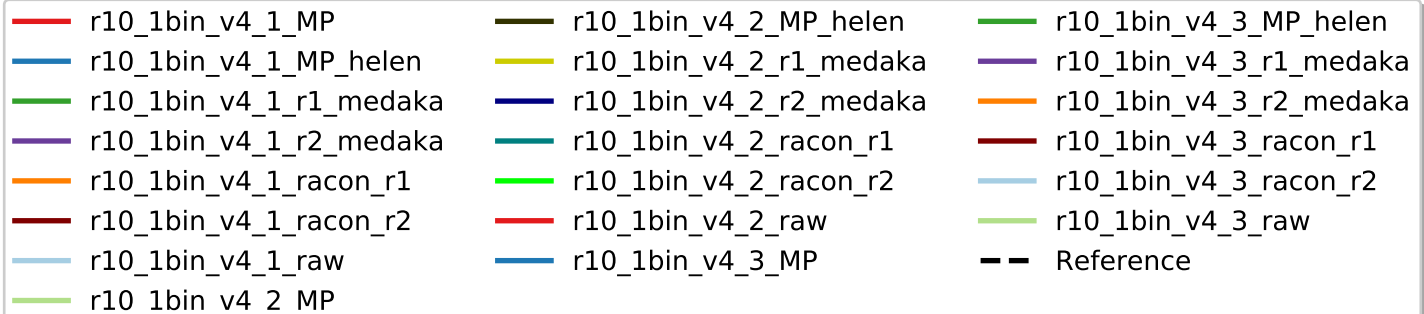 r10_1bin_v4_1_MP
r10_1bin_v4_1_MP_helen
r10_1bin_v4_1_r1_medaka
r10_1bin_v4_1_r2_medaka
r10_1bin_v4_1_racon_r1
r10_1bin_v4_1_racon_r2
r10_1bin_v4_1_raw
r10_1bin_v4_2_MP
r10_1bin_v4_2_MP_helen
r10_1bin_v4_2_r1_medaka
r10_1bin_v4_2_r2_medaka
r10_1bin_v4_2_racon_r1
r10_1bin_v4_2_racon_r2
r10_1bin_v4_2_raw
r10_1bin_v4_3_MP
r10_1bin_v4_3_MP_helen
r10_1bin_v4_3_r1_medaka
r10_1bin_v4_3_r2_medaka
r10_1bin_v4_3_racon_r1
r10_1bin_v4_3_racon_r2
r10_1bin_v4_3_raw
Reference